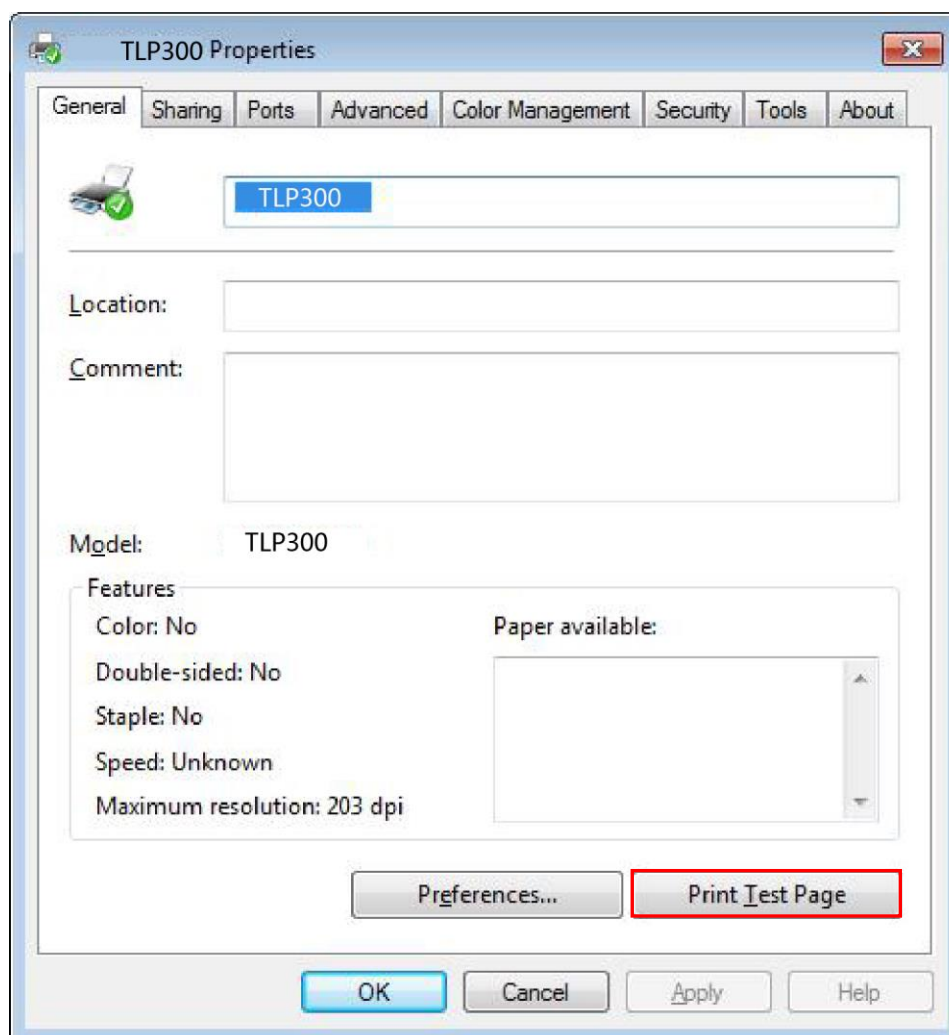 TLP300 Properties
General Sharing Ports Advanced Color Management Security Tools About
TLP300
Location:
Comment:
Model: TLP300
Features
Color: No Paper available:
Double-sided: No
Staple: No
Speed: Unknown
Maximum resolution: 203 dpi
Preferences... Print Test Page
OK Cancel Apply Help